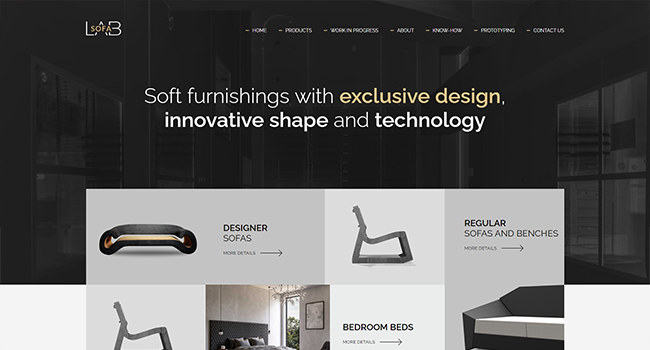 LAB
SOFA
HOME
PRODUCTS
WORK IN PROGRESS
ABOUT
KNOW-HOW
PROTOTYPING
CONTACT US
Soft furnishings with exclusive design,
innovative shape and technology
DESIGNER
SOFAS
MORE DETAILS
REGULAR
SOFAS AND BENCHES
MORE DETAILS
BEDROOM BEDS
MORE DETAILS